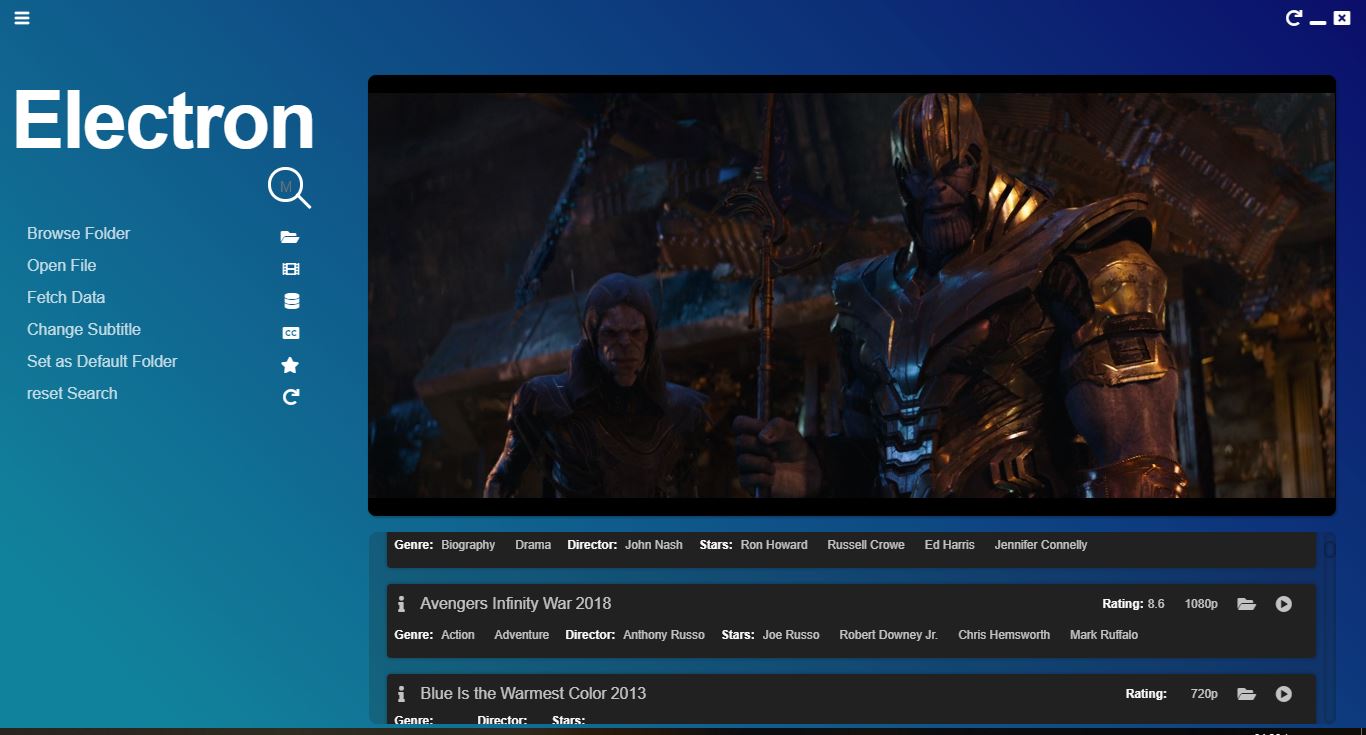 Electron
M
Browse Folder
Open File
Fetch Data
CC
Change Subtitle
Set as Default Folder
reset Search
Genre: Biography Drama Director: John Nash Stars: Ron Howard Russell Crowe Ed Harris Jennifer Connelly
Avengers Infinity War 2018 Rating: 8.6 1080p
Genre: Action Adventure Director: Anthony Russo Stars: Joe Russo Robert Downey Jr. Chris Hemsworth Mark Ruffalo
Blue Is the Warmest Color 2013 Rating: 720p
Genre: Director: Stars: